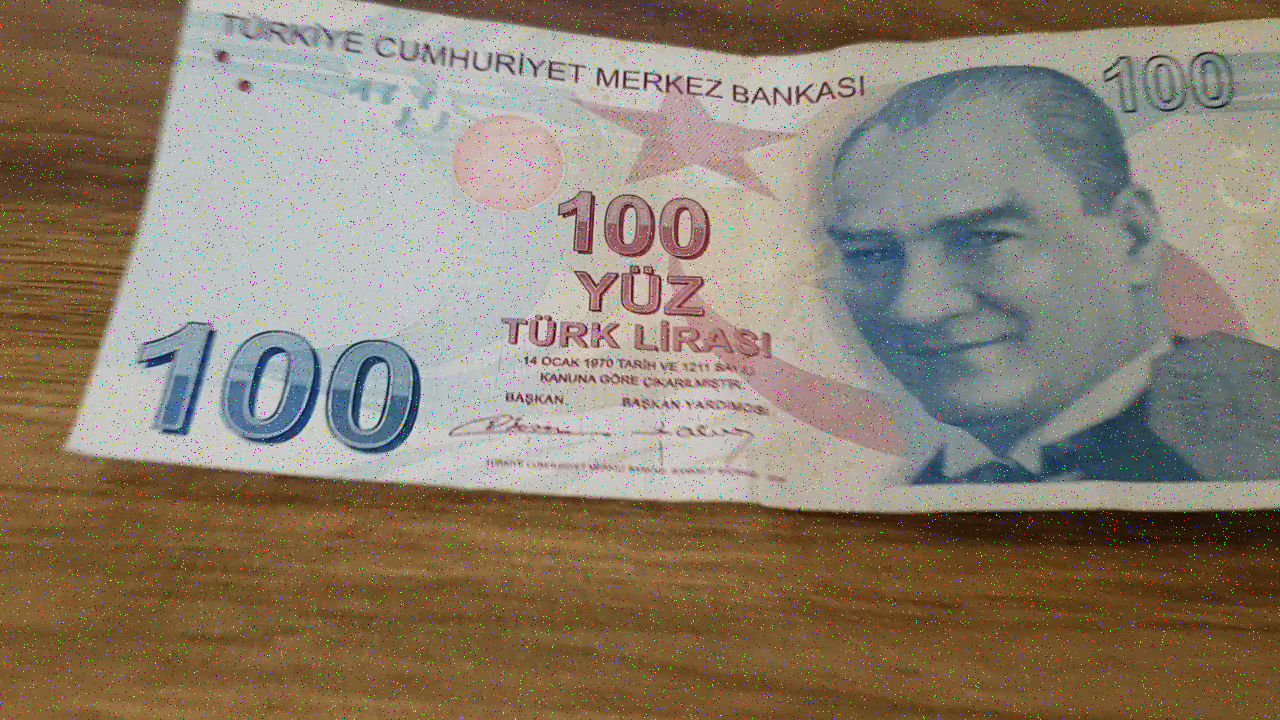 TÜRKİYE CUMHURİYET MERKEZ BANKASI
100
100
YÜZ
TÜRK LİRASI
14 OCAK 1970 TARİH VE 1211 SAYILI
KANUNA GÖRE ÇIKARILMIŞTIR
BAŞKAN BAŞKAN YARDIMCISI
100